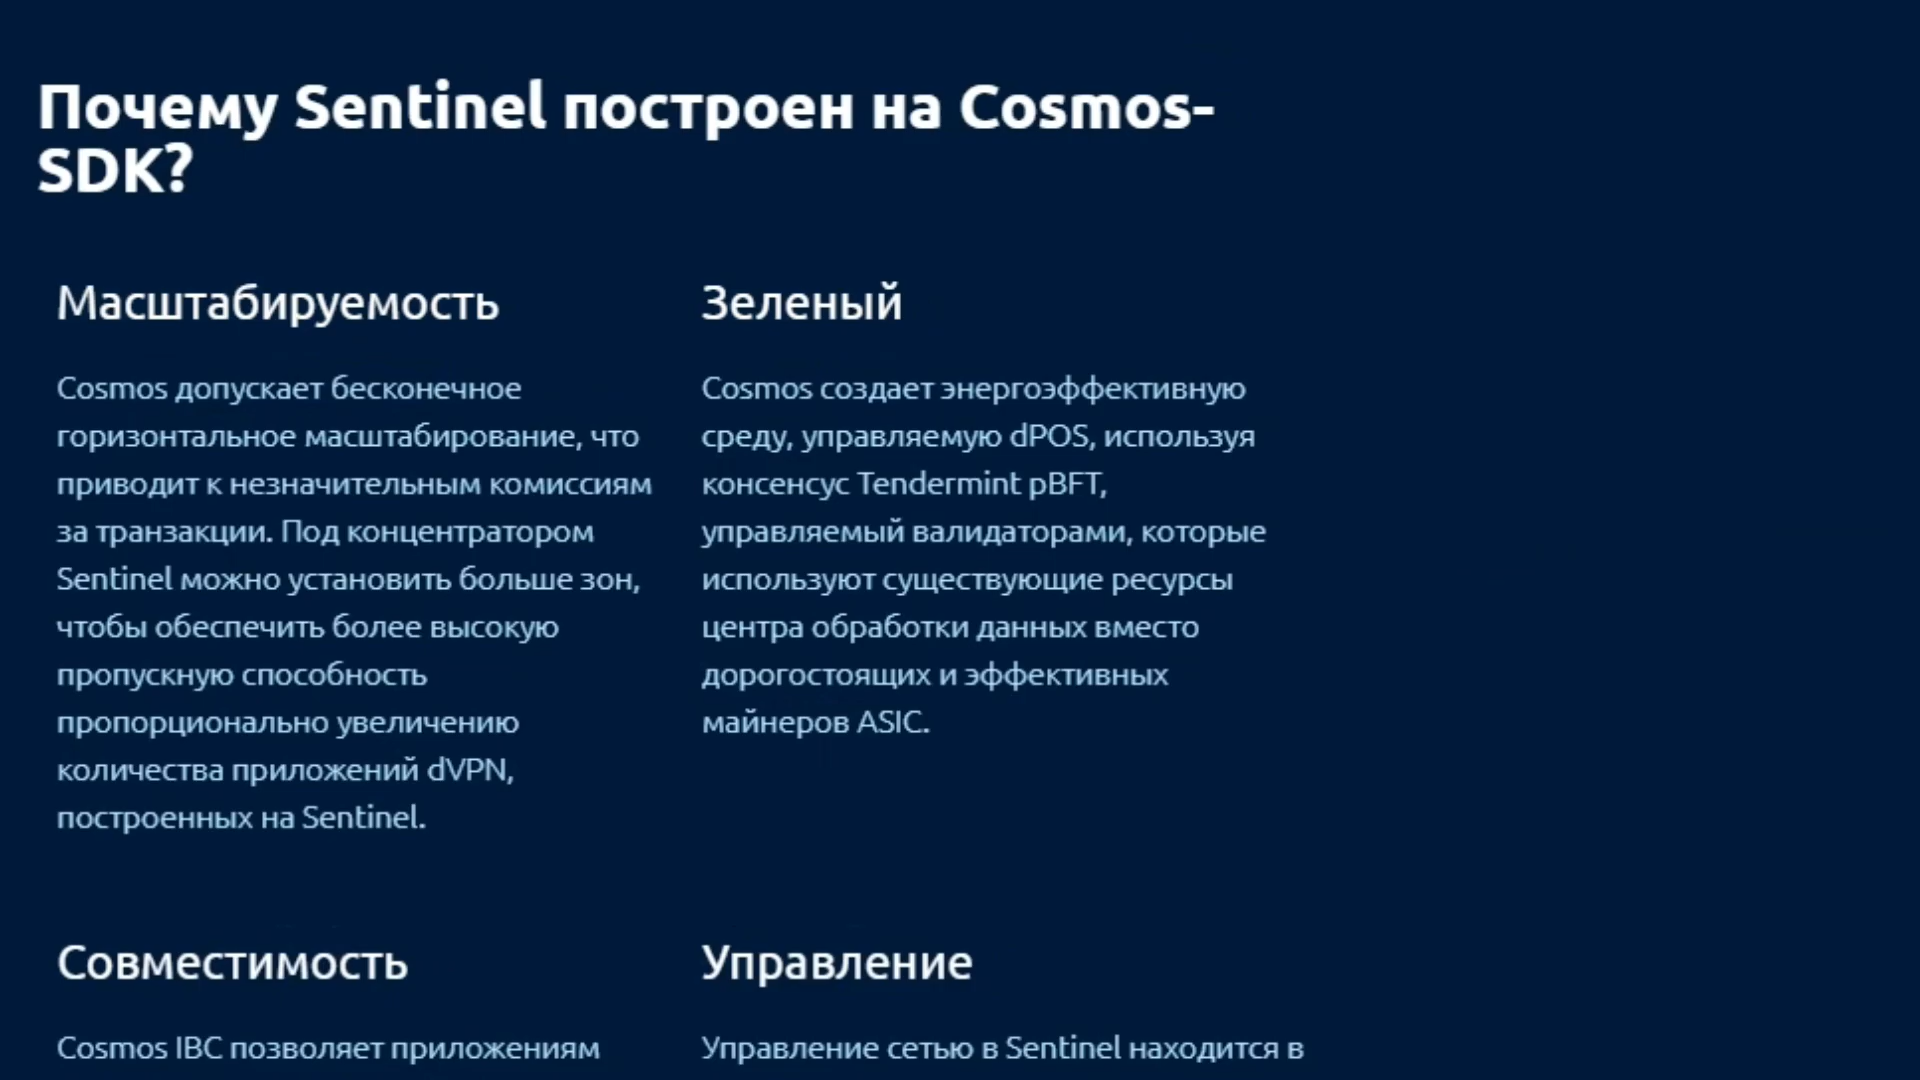 Почему Sentinel построен на Cosmos-
SDK?
Масштабируемость
Cosmos допускает бесконечное
горизонтальное масштабирование, что
приводит к незначительным комиссиям
за транзакции. Под концентратором
Sentinel можно установить больше зон,
чтобы обеспечить более высокую
пропускную способность
пропорционально увеличению
количества приложений dVPN,
построенных на Sentinel.
Зеленый
Cosmos создает энергоэффективную
среду, управляемую dPOS, используя
консенсус Tendermint pBFT,
управляемый валидаторами, которые
используют существующие ресурсы
центра обработки данных вместо
дорогостоящих и эффективных
майнеров ASIC.
Совместимость
Cosmos IBC позволяет приложениям
Управление
Управление сетью в Sentinel находится в